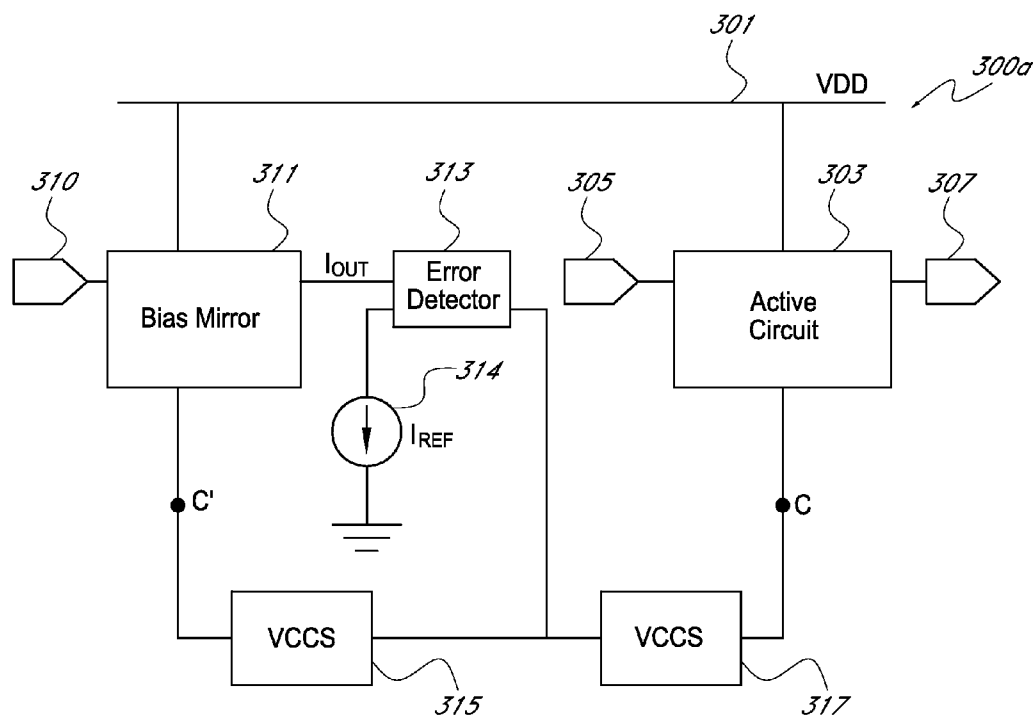 301
300a
VDD
310
311
313
305
303
307
IOUT
Error
Detector
Bias Mirror
Active
Circuit
314
IREF
C'
C
VCCS
VCCS
315
317